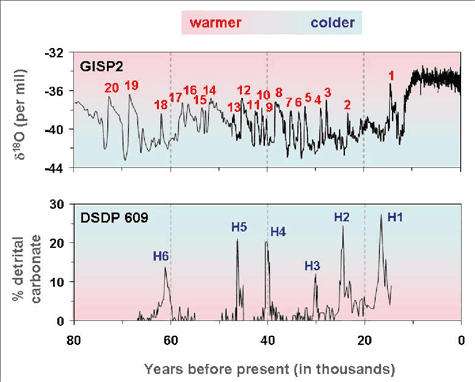 warmer colder
GISP2
-32
-36
-40
-44
δ18O (per mil)
20 19 18 17 16 15 14 13 12 11 10 9 8 7 6 5 4 3 2 1
DSDP 609
30
20
10
0
% detrital
carbonate
H6 H5 H4 H3 H2 H1
80 60 40 20 0
Years before present (in thousands)